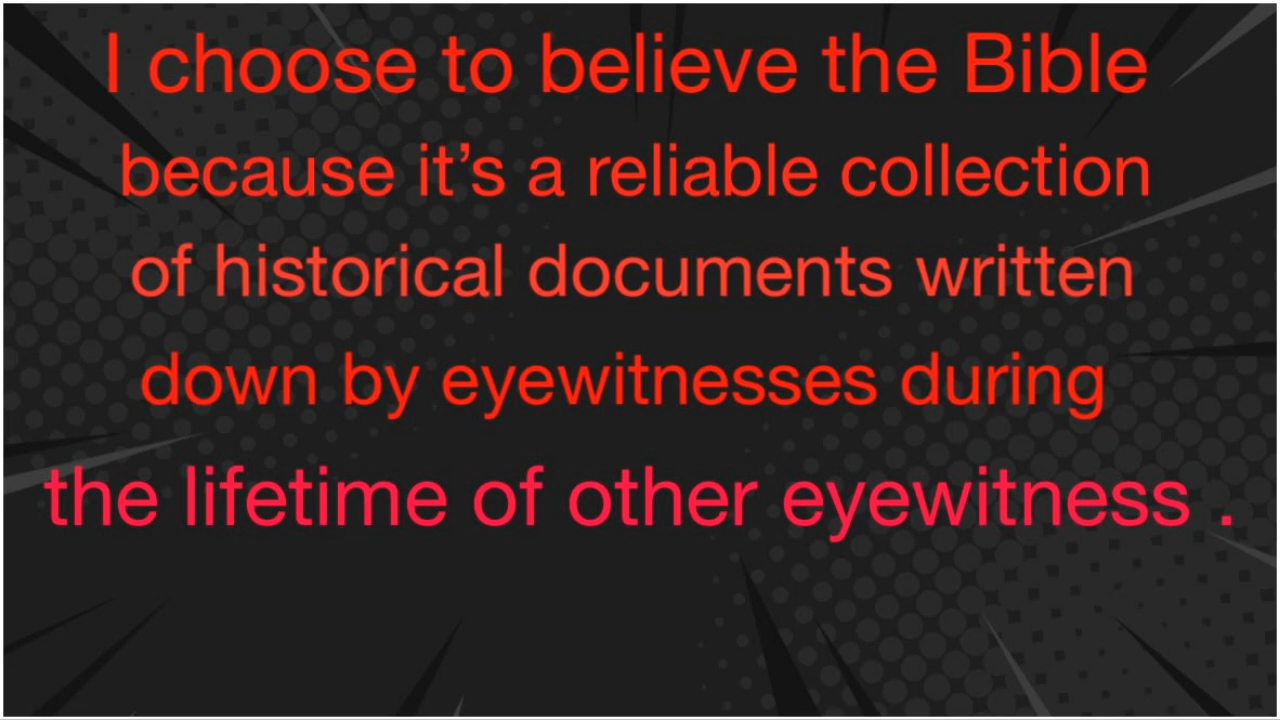 I choose to believe the Bible
because it’s a reliable collection
of historical documents written
down by eyewitnesses during
the lifetime of other eyewitness .